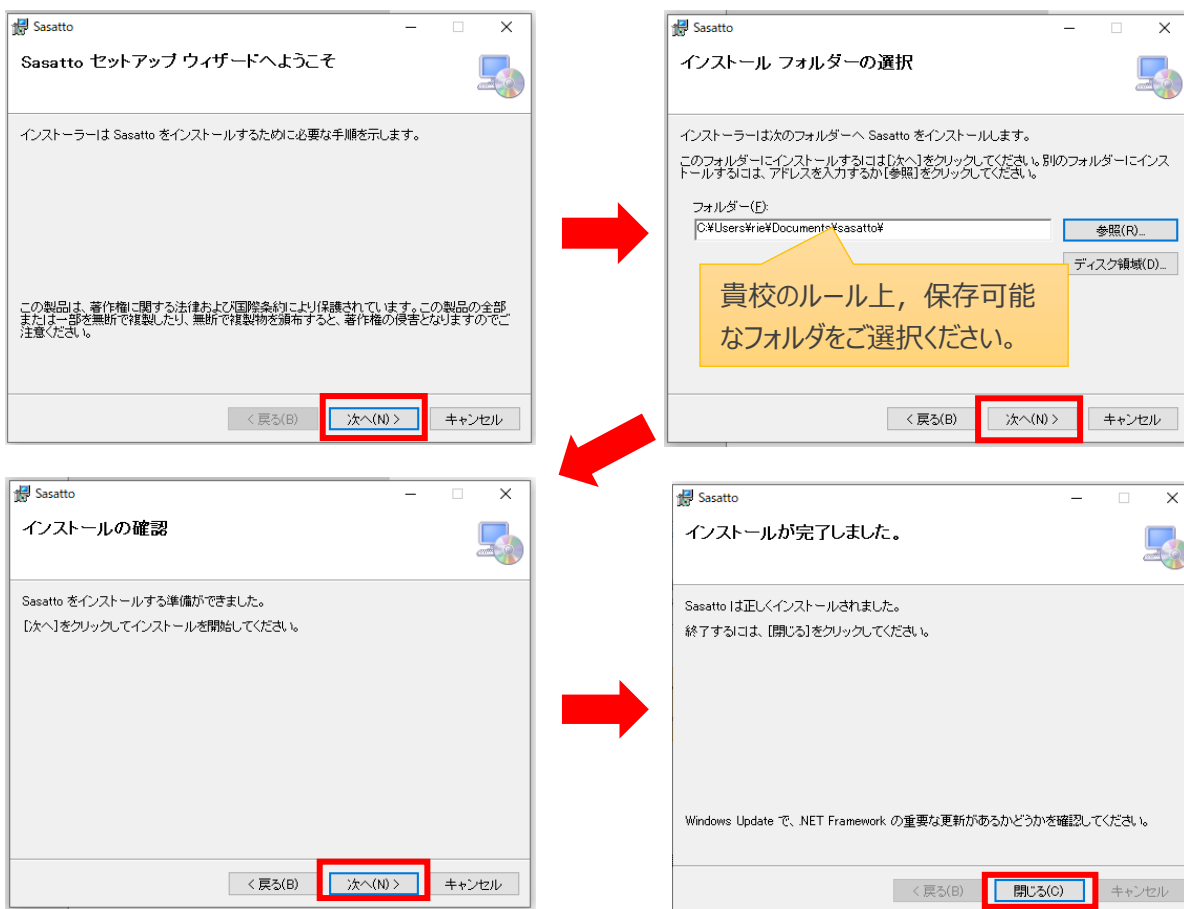 Sasatto
Sasatto セットアップ ウィザードへようこそ
インストーラーは Sasatto をインストールするために必要な手順を示します。
この製品は、著作権に関する法律および国際条約により保護されています。この製品の全部
または一部を無断で複製したり、無断で複製物を頒布すると、著作権の侵害となりますのでご
注意ください。
< 戻る(B)
次へ(N) >
キャンセル
Sasatto
インストール フォルダーの選択
インストーラーは次のフォルダーへ Sasatto をインストールします。
このフォルダーにインストールするには[次へ]をクリックしてください。別のフォルダーにインス
トールするには、アドレスを入力するか[参照]をクリックしてください。
フォルダー(F):
C:¥Users¥rie¥Documents¥sasatto¥
参照(R)...
ディスク領域(D)...
貴校のルール上，保存可能
なフォルダをご選択ください。
< 戻る(B)
次へ(N) >
キャンセル
Sasatto
インストールの確認
Sasatto をインストールする準備ができました。
[次へ]をクリックしてインストールを開始してください。
< 戻る(B)
次へ(N) >
キャンセル
Sasatto
インストールが完了しました。
Sasatto は正しくインストールされました。
終了するには、[閉じる]をクリックしてください。
Windows Update で、.NET Framework の重要な更新があるかどうかを確認してください。
< 戻る(B)
閉じる(C)
キャンセル